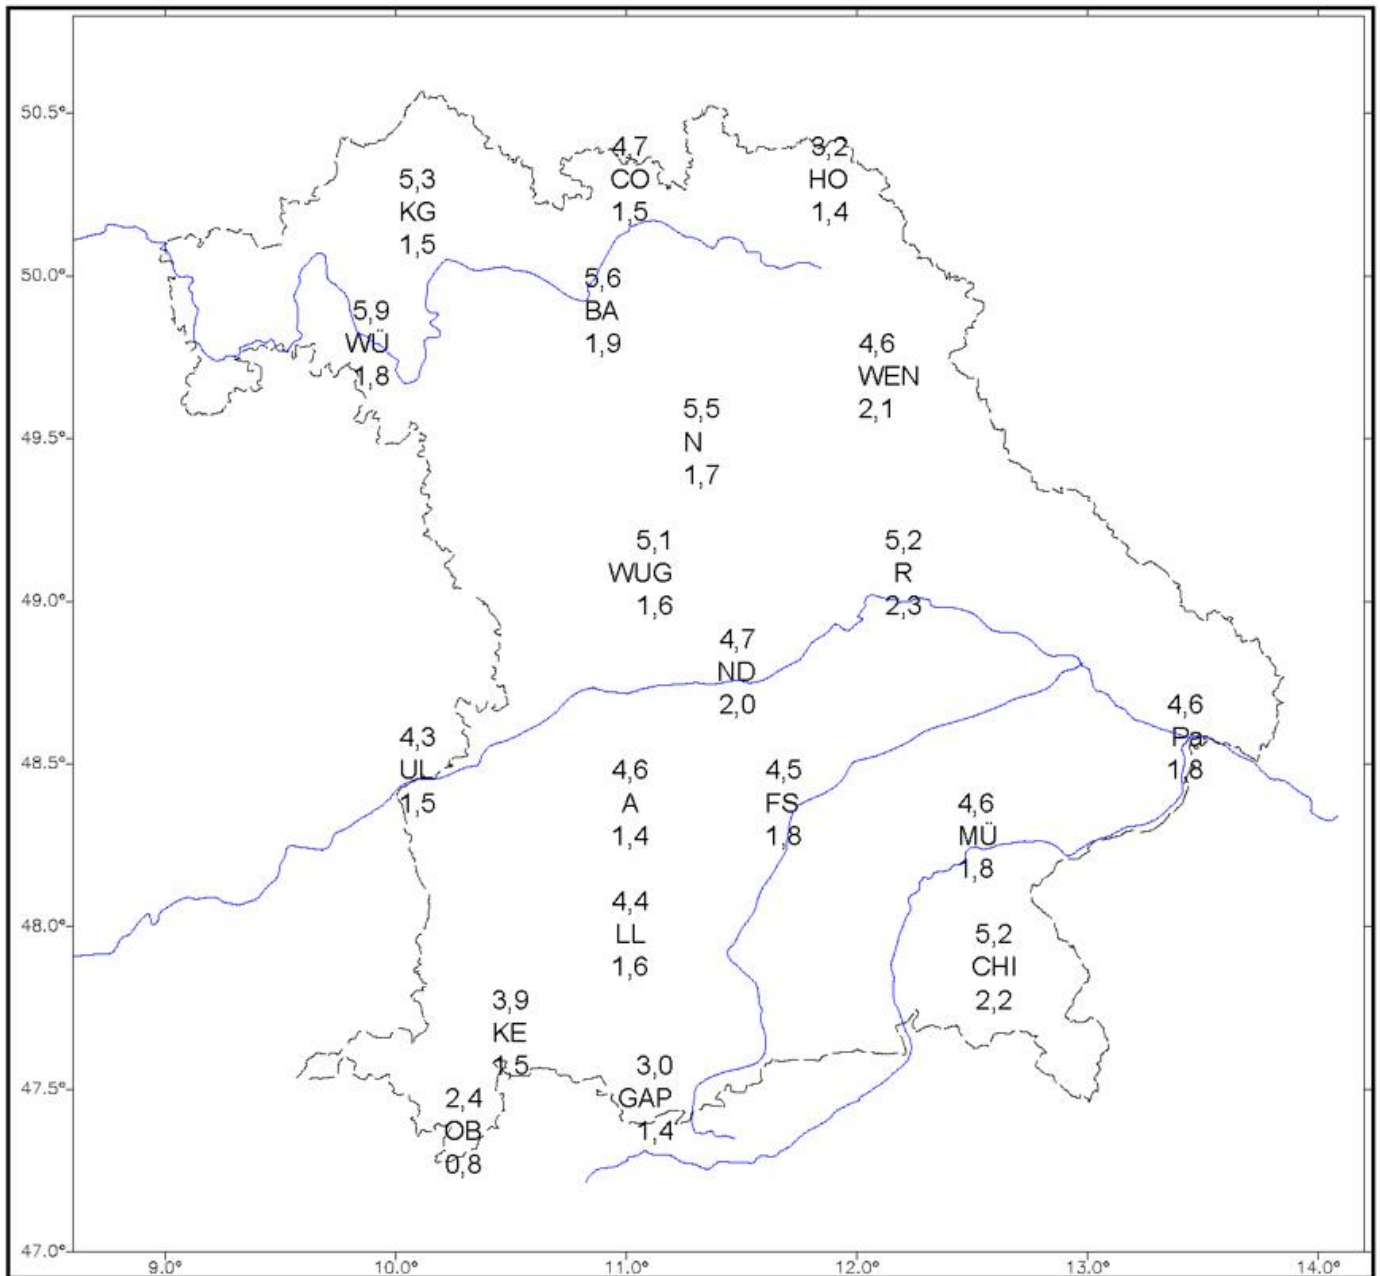 50.5°
4,7
3,2
CO
HO
1,5
1,4
5,3
KG
1,5
50.0°
5,6
BA
1,9
5,9
WÜ
1,8
4,6
WEN
2,1
49.5°
5,5
N
1,7
5,1
WUG
1,6
5,2
R
2,3
49.0°
4,7
ND
2,0
4,6
Pa
1,8
4,3
UL
1,5
48.5°
4,6
A
1,4
4,5
FS
1,8
4,6
MÜ
1,8
48.0°
4,4
LL
1,6
5,2
CHI
2,2
3,9
KE
1,5
47.5°
3,0
GAP
1,4
2,4
OB
0,8
47.0°
9.0°
10.0°
11.0°
12.0°
13.0°
14.0°